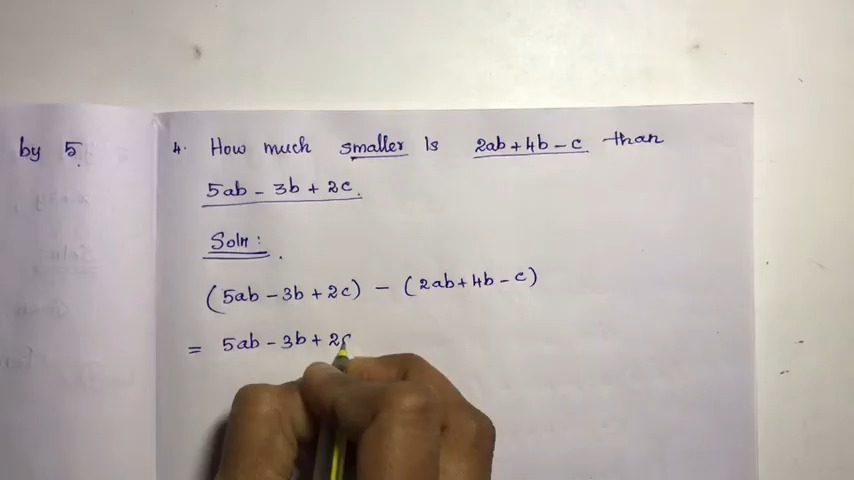 by 5.
4. How much smaller is 2ab + 4b - c than
5ab - 3b + 2c.
Soln:
(5ab - 3b + 2c) - (2ab + 4b - c)
= 5ab - 3b + 2c